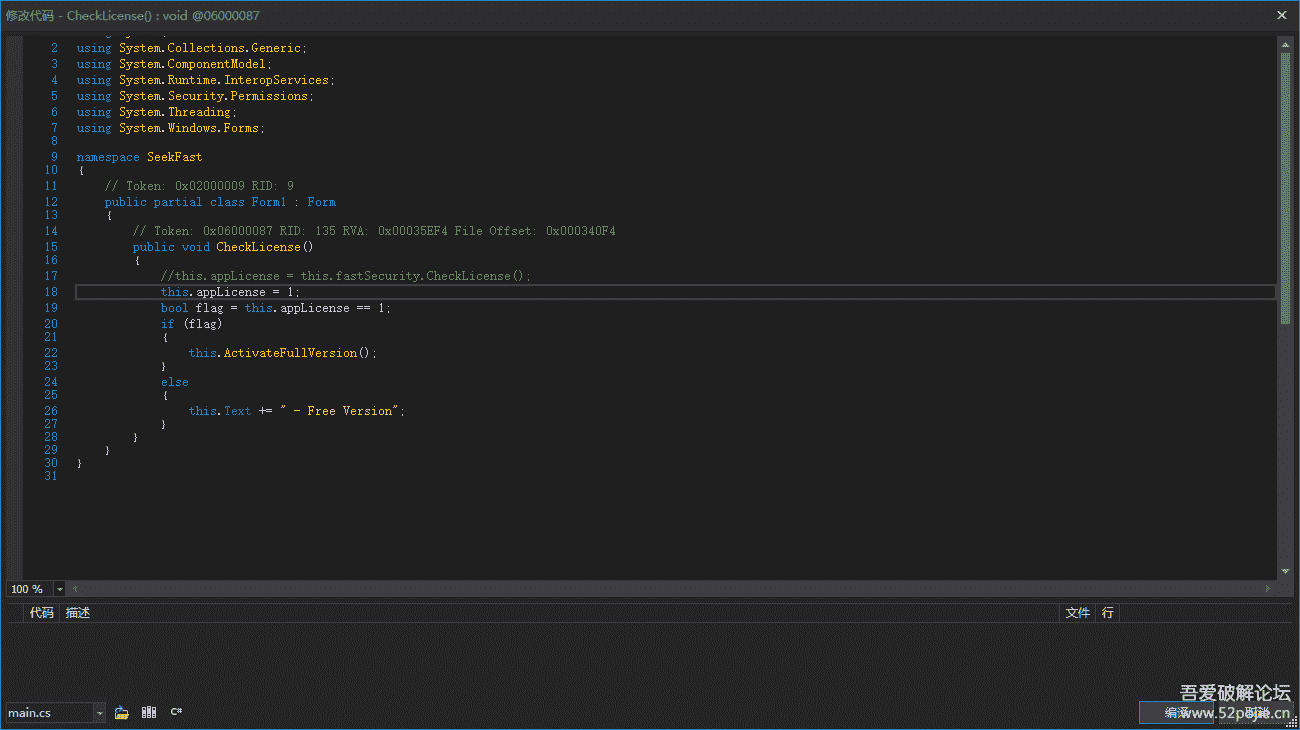 修改代码 - CheckLicense() : void @06000087
2 using System.Collections.Generic;
3 using System.ComponentModel;
4 using System.Runtime.InteropServices;
5 using System.Security.Permissions;
6 using System.Threading;
7 using System.Windows.Forms;
8
9 namespace SeekFast
10 {
11 // Token: 0x02000009 RID: 9
12 public partial class Form1 : Form
13 {
14 // Token: 0x06000087 RID: 135 RVA: 0x00035EF4 File Offset: 0x000340F4
15 public void CheckLicense()
16 {
17 //this.appLicense = this.fastSecurity.CheckLicense();
18 this.appLicense = 1;
19 bool flag = this.appLicense == 1;
20 if (flag)
21 {
22 this.ActivateFullVersion();
23 }
24 else
25 {
26 this.Text += " - Free Version";
27 }
28 }
29 }
30 }
31
100 %
代码 描述 文件 行
吾爱破解论坛
main.cs C# 编译
www.52pojie.cn